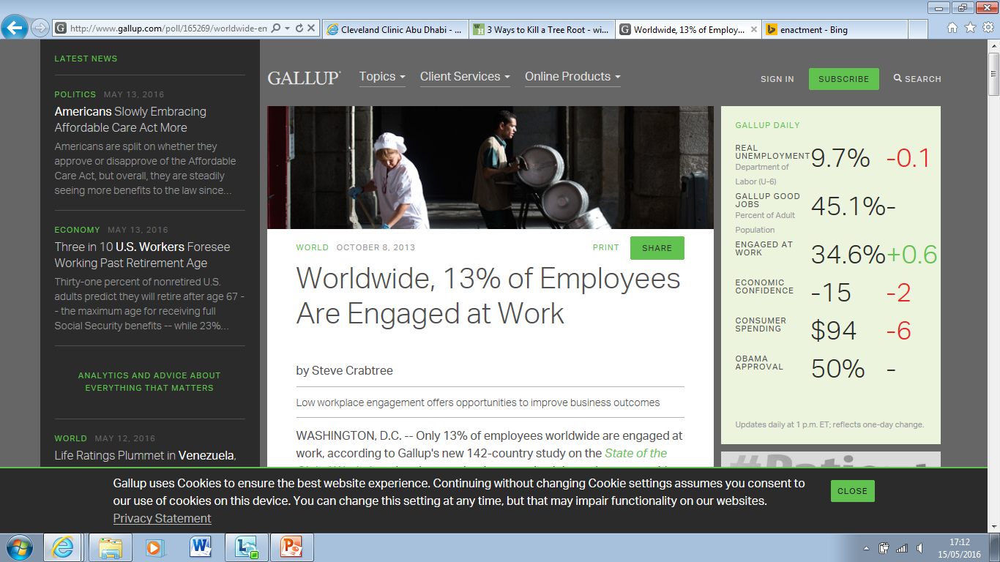 http://www.gallup.com/poll/165269/worldwide-em
Cleveland Clinic Abu Dhabi - ...
3 Ways to Kill a Tree Root - wi...
Worldwide, 13% of Employ...
enactment - Bing
LATEST NEWS
POLITICS MAY 13, 2016
Americans Slowly Embracing
Affordable Care Act More
Americans are split on whether they
approve or disapprove of the Affordable
Care Act, but overall, they are steadily
seeing more benefits to the law since...
ECONOMY MAY 13, 2016
Three in 10 U.S. Workers Foresee
Working Past Retirement Age
Thirty-one percent of nonretired U.S.
adults predict they will retire after age 67 -
- the maximum age for receiving full
Social Security benefits -- while 23%...
ANALYTICS AND ADVICE ABOUT
EVERYTHING THAT MATTERS
WORLD MAY 12, 2016
Life Ratings Plummet in Venezuela,
GALLUP®
Topics
Client Services
Online Products
SIGN IN
SUBSCRIBE
SEARCH
WORLD OCTOBER 8, 2013
PRINT
SHARE
Worldwide, 13% of Employees
Are Engaged at Work
by Steve Crabtree
Low workplace engagement offers opportunities to improve business outcomes
WASHINGTON, D.C. -- Only 13% of employees worldwide are engaged at
work, according to Gallup's new 142-country study on the State of the
GALLUP DAILY
REAL
UNEMPLOYMENT
Department of
Labor (U-6)
9.7% -0.1
GALLUP GOOD
JOBS
Percent of Adult
Population
45.1% -
ENGAGED AT
WORK
34.6% +0.6
ECONOMIC
CONFIDENCE
-15 -2
CONSUMER
SPENDING
$94 -6
OBAMA
APPROVAL
50% -
Updates daily at 1 p.m. ET; reflects one-day change.
Gallup uses Cookies to ensure the best website experience. Continuing without changing Cookie settings assumes you consent to
our use of cookies on this device. You can change this setting at any time, but that may impair functionality on our websites.
Privacy Statement
CLOSE
17:12
15/05/2016